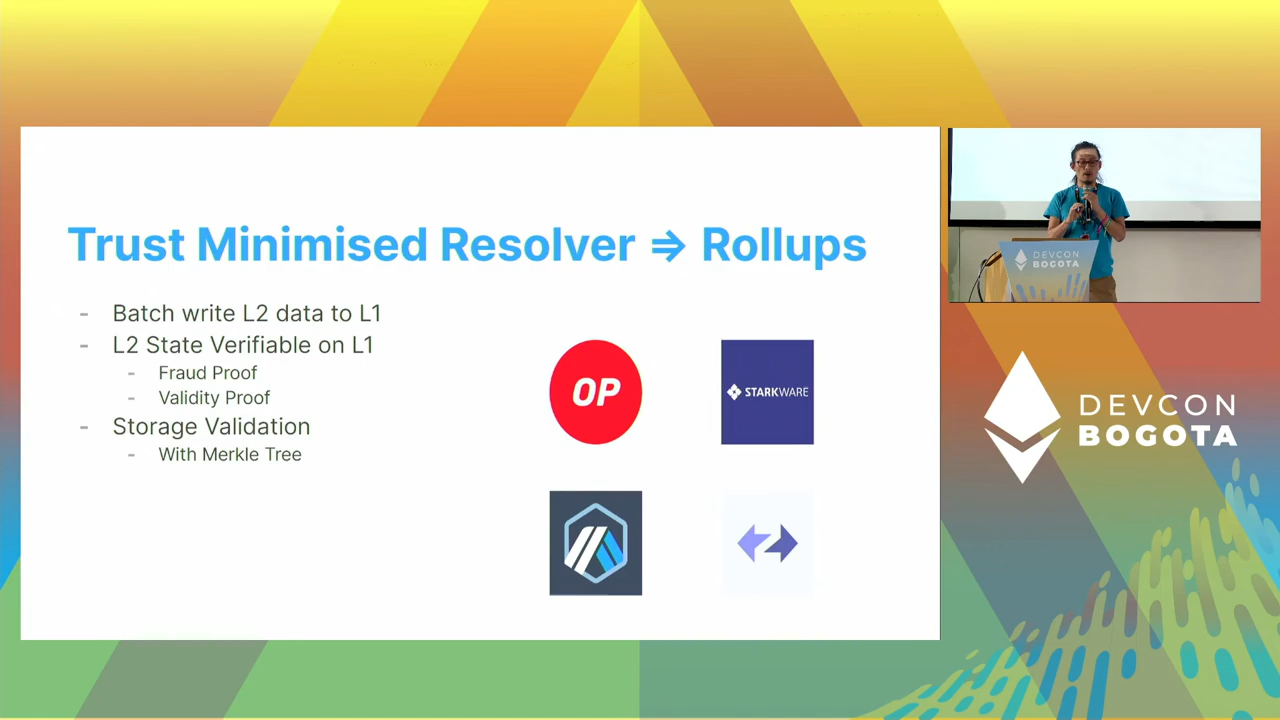 Trust Minimised Resolver ⇒ Rollups
- Batch write L2 data to L1
- L2 State Verifiable on L1
- Fraud Proof
- Validity Proof
- Storage Validation
- With Merkle Tree
OP
STARKWARE
DEVCON
BOGOTA
DEVCON
BOGOTA